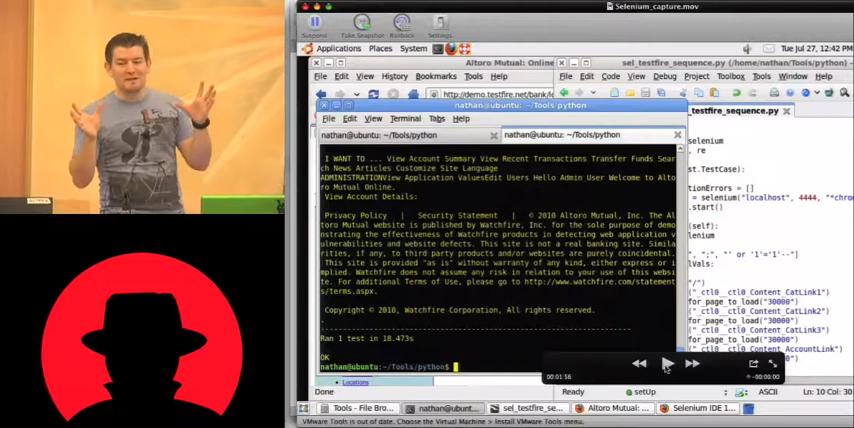 Selenium_capture.mov
Suspend Take Snapshot Rollback Settings
Applications Places System Tue Jul 27, 12:42 PM
Altoro Mutual: Online
sel_testfire_sequence.py (/home/nathan/Tools/python)
File Edit View History Bookmarks Tools Help
File Edit View Code Debug Project Toolbox Tools Window Help
http://demo.testfire.net/bank/
nathan@ubuntu: ~/Tools/python
_testfire_sequence.py
File Edit View Terminal Tabs Help
nathan@ubuntu: ~/Tools/python nathan@ubuntu: ~/Tools/python
I WANT TO ... View Account Summary View Recent Transactions Transfer Funds Sear
ch News Articles Customize Site Language
ADMINISTRATIONView Application ValuesEdit Users Hello Admin User Welcome to Alto
ro Mutual Online.
View Account Details:
Privacy Policy | Security Statement | © 2010 Altoro Mutual, Inc. The Al
toro Mutual website is published by Watchfire, Inc. for the sole purpose of demo
nstrating the effectiveness of Watchfire products in detecting web application v
ulnerabilities and website defects. This site is not a real banking site. Simila
rities, if any, to third party products and/or websites are purely coincidental.
This site is provided "as is" without warranty of any kind, either express or i
mplied. Watchfire does not assume any risk in relation to your use of this websi
te. For additional Terms of Use, please go to http://www.watchfire.com/statement
s/terms.aspx.
Copyright © 2010, Watchfire Corporation, All rights reserved.
.
----------------------------------------------------------------------
Ran 1 test in 18.473s
OK
nathan@ubuntu:~/Tools/python$
selenium
, re
st.TestCase):
tionErrors = []
= selenium("localhost", 4444, "*chrom
.start()
(self):
lenium
", ";", "' or '1'='1'--"]
lVals:
"/")
("_ctl0__ctl0_Content_CatLink1")
for_page_to_load("30000")
("_ctl0__ctl0_Content_CatLink2")
for_page_to_load("30000")
("_ctl0__ctl0_Content_CatLink3")
for_page_to_load("30000")
("_ctl0__ctl0_Content_AccountLink")
00:01:56 -00:00:00
Locations
Done Ready setUp ASCII Line: 10 Col: 30
Tools - File Bro... nathan@ubunt... sel_testfire_se... Altoro Mutual: ... Selenium IDE 1...
VMware Tools is out of date. Choose the Virtual Machine > Install VMware Tools menu.